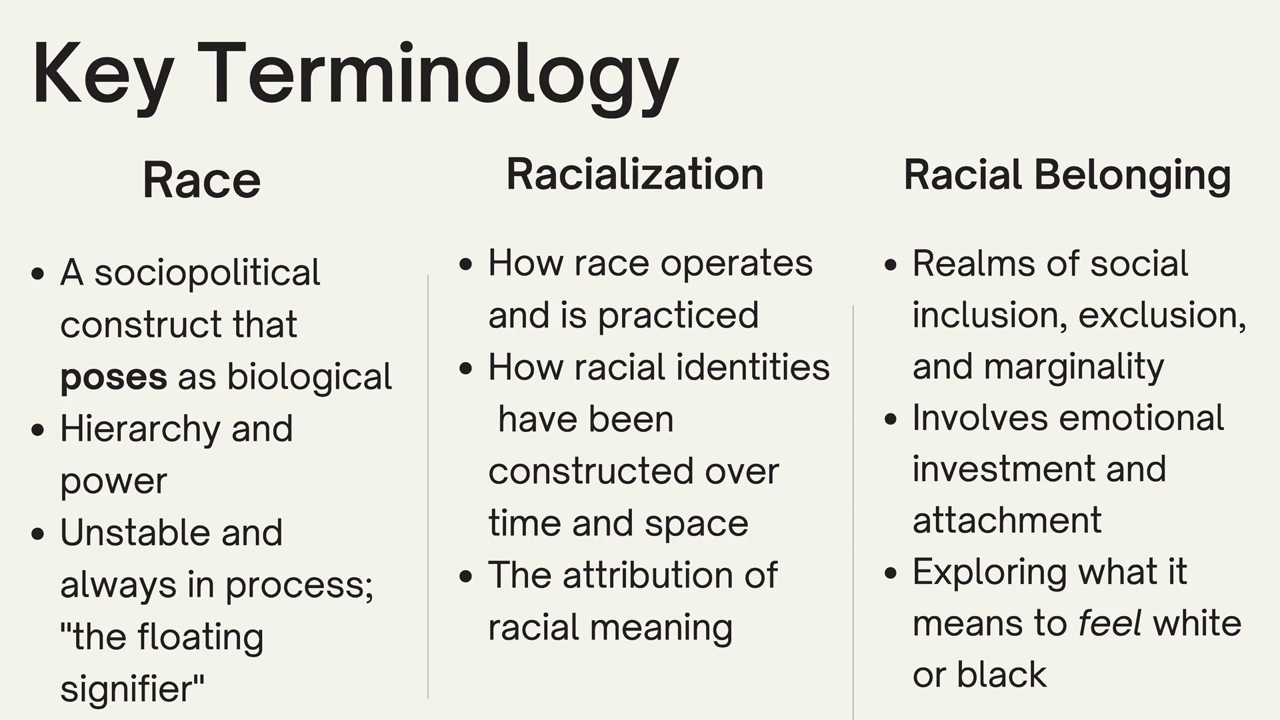 Key Terminology
Race
• A sociopolitical
construct that
poses as biological
• Hierarchy and
power
• Unstable and
always in process;
"the floating
signifier"
Racialization
• How race operates
and is practiced
• How racial identities
have been
constructed over
time and space
• The attribution of
racial meaning
Racial Belonging
• Realms of social
inclusion, exclusion,
and marginality
• Involves emotional
investment and
attachment
• Exploring what it
means to feel white
or black